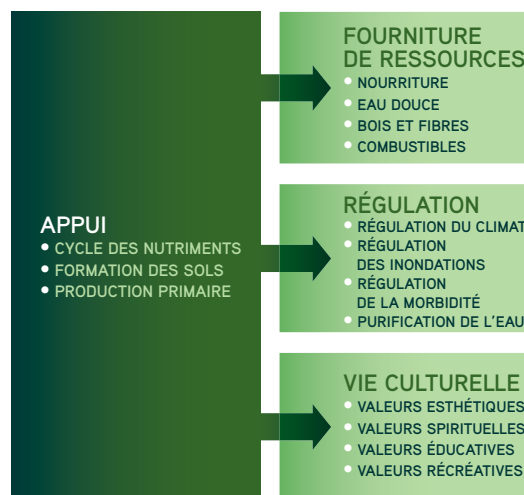 APPUI
• CYCLE DES NUTRIMENTS
• FORMATION DES SOLS
• PRODUCTION PRIMAIRE
FOURNITURE
DE RESSOURCES
• NOURRITURE
• EAU DOUCE
• BOIS ET FIBRES
• COMBUSTIBLES
RÉGULATION
• RÉGULATION DU CLIMAT
• RÉGULATION
DES INONDATIONS
• RÉGULATION
DE LA MORBIDITÉ
• PURIFICATION DE L'EAU
VIE CULTURELLE
• VALEURS ESTHÉTIQUES
• VALEURS SPIRITUELLES
• VALEURS ÉDUCATIVES
• VALEURS RÉCRÉATIVES